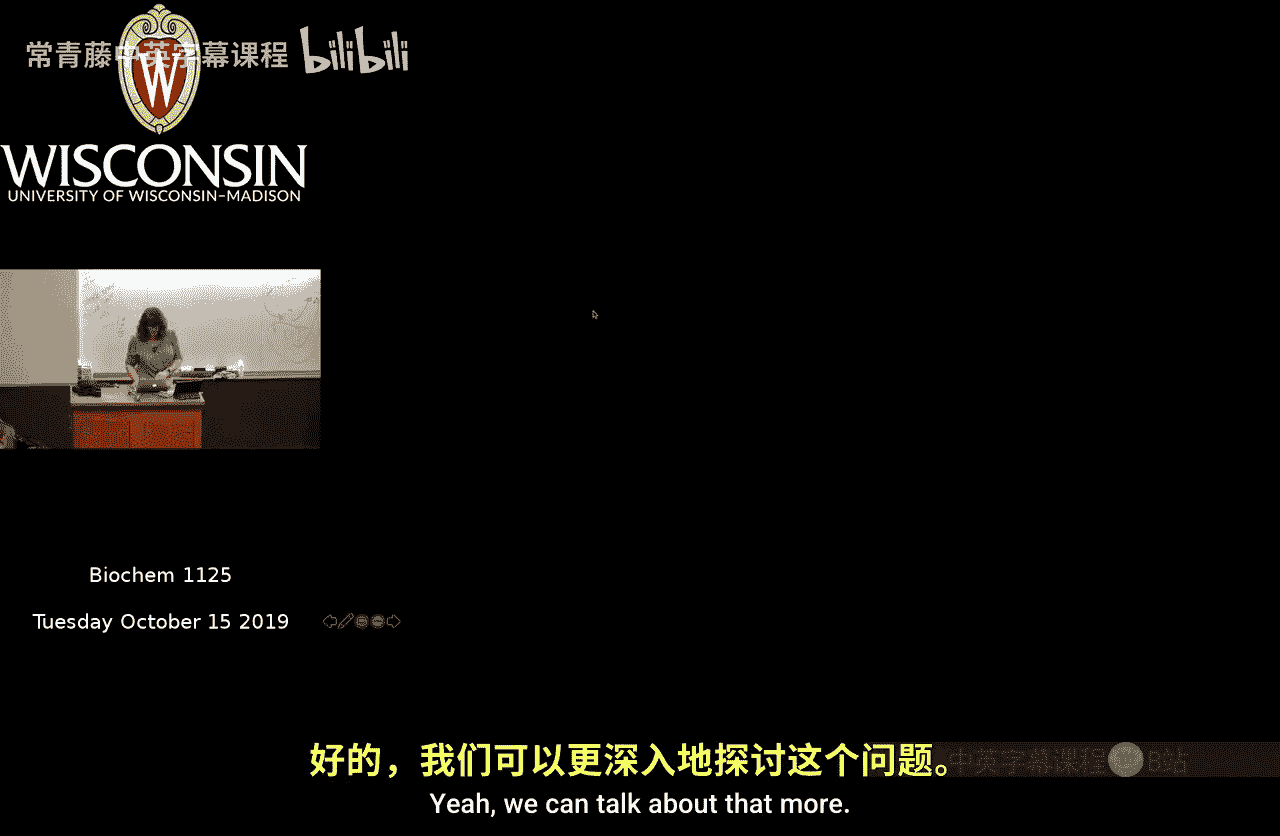 常青藤中英字幕课程 bilibili
W
WISCONSIN
UNIVERSITY OF WISCONSIN-MADISON
Biochem 1125
Tuesday October 15 2019
好的，我们可以更深入地探讨这个问题。
中英字幕课程 B站
Yeah, we can talk about that more.